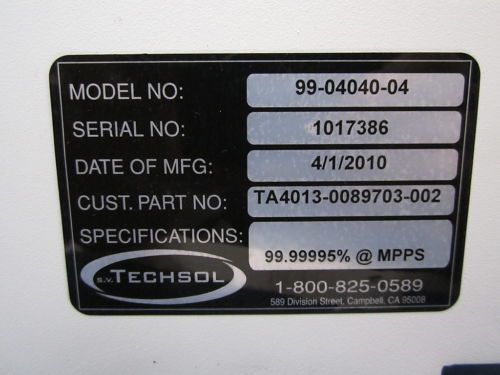 MODEL NO: 99-04040-04
SERIAL NO: 1017386
DATE OF MFG: 4/1/2010
CUST. PART NO: TA4013-0089703-002
SPECIFICATIONS: 99.99995% @ MPPS
S.V. TECHSOL
1-800-825-0589
589 Division Street, Campbell, CA 95008